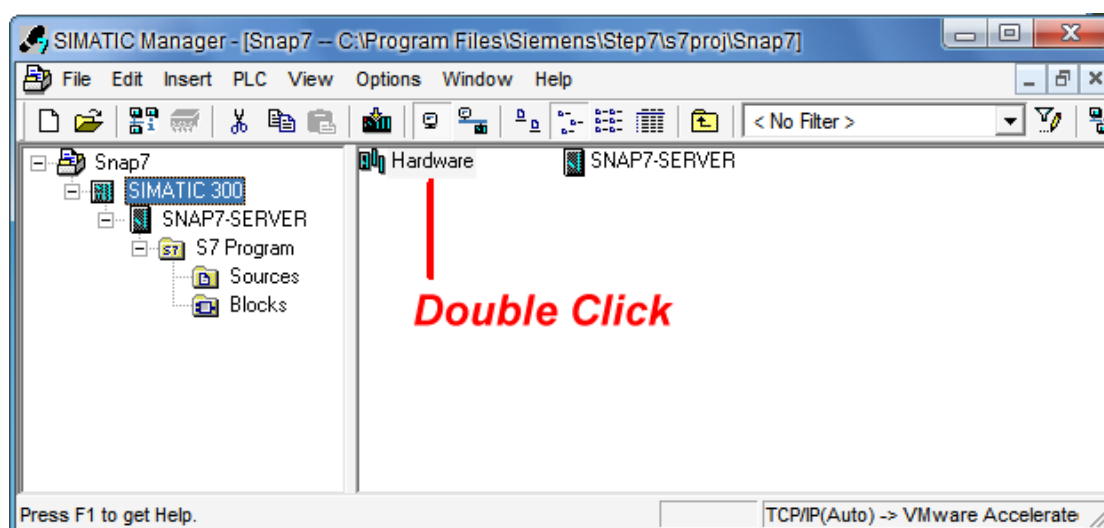 SIMATIC Manager - [Snap7 -- C:\Program Files\Siemens\Step7\s7proj\Snap7]
File Edit Insert PLC View Options Window Help
< No Filter >
Snap7
SIMATIC 300
SNAP7-SERVER
S7 Program
Sources
Blocks
Hardware SNAP7-SERVER
Double Click
Press F1 to get Help. TCP/IP(Auto) -> VMware Accelerate